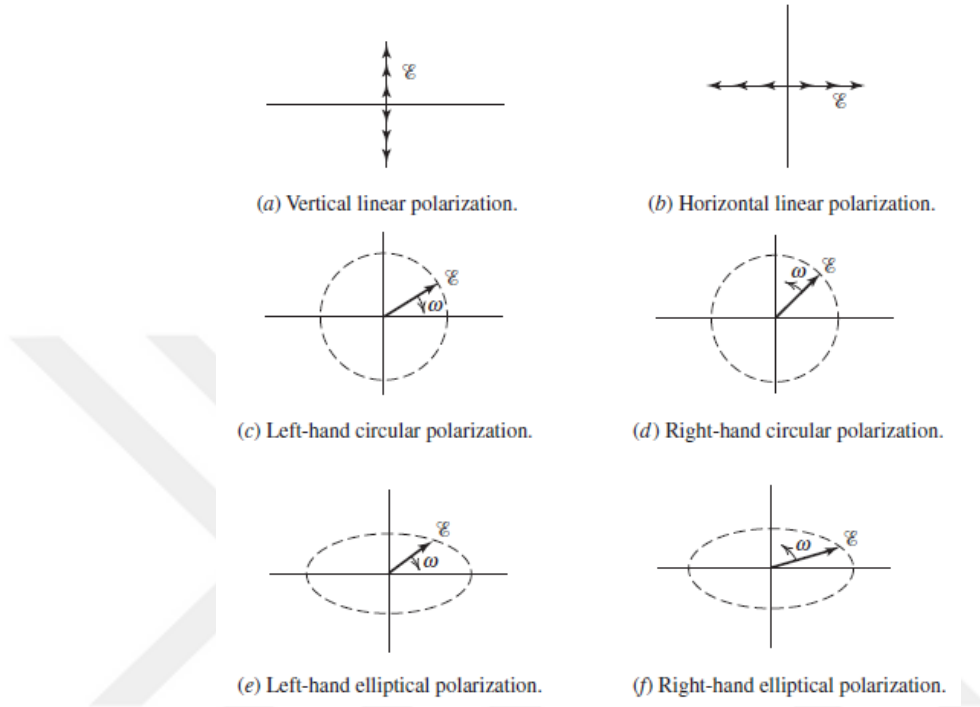 ℰ
ℰ
(a) Vertical linear polarization.
(b) Horizontal linear polarization.
ℰ
ω
ω
ℰ
(c) Left-hand circular polarization.
(d) Right-hand circular polarization.
ℰ
ω
ω
ℰ
(e) Left-hand elliptical polarization.
(f) Right-hand elliptical polarization.